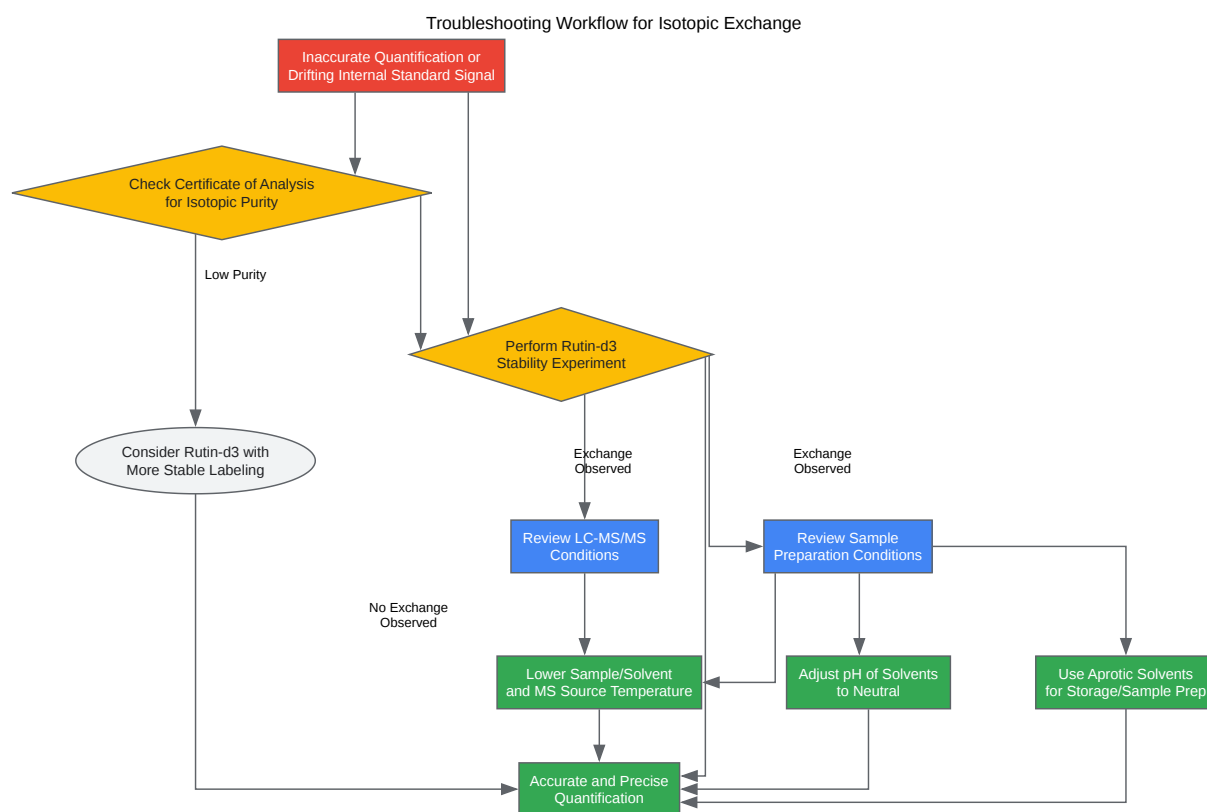 Troubleshooting Workflow for Isotopic Exchange
Inaccurate Quantification or
Drifting Internal Standard Signal
Check Certificate of Analysis
for Isotopic Purity
Low Purity
Perform Rutin-d3
Stability Experiment
Consider Rutin-d3 with
More Stable Labeling
Exchange
Observed
Exchange
Observed
Review LC-MS/MS
Conditions
Review Sample
Preparation Conditions
No Exchange
Observed
Lower Sample/Solvent
and MS Source Temperature
Adjust pH of Solvents
to Neutral
Use Aprotic Solvents
for Storage/Sample Prep
Accurate and Precise
Quantification